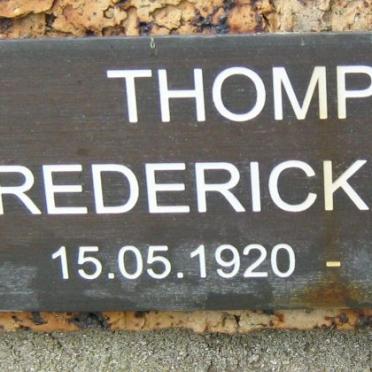 THOMP
REDERICK
15.05.1920 -